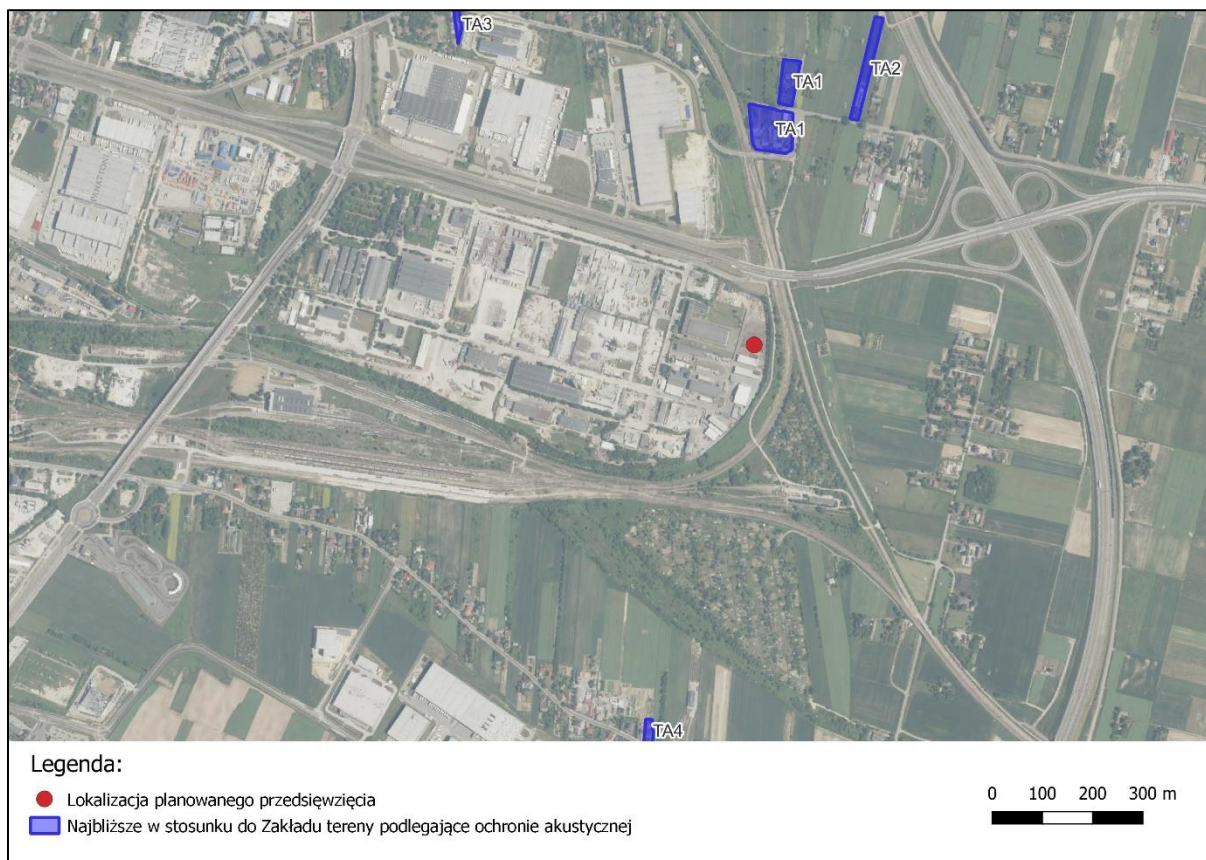 TA3
TA1
TA2
TA1
TA4
Legenda:
Lokalizacja planowanego przedsięwzięcia
Najbliższe w stosunku do Zakładu tereny podlegające ochronie akustycznej
0 100 200 300 m